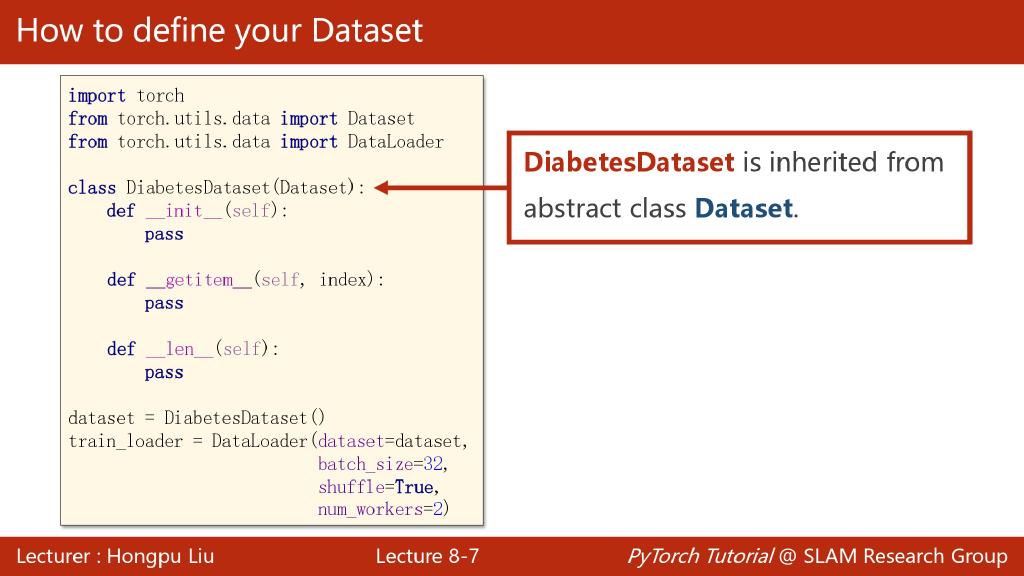 How to define your Dataset
import torch
from torch.utils.data import Dataset
from torch.utils.data import DataLoader
class DiabetesDataset(Dataset):
    def __init__(self):
        pass
    def __getitem__(self, index):
        pass
    def __len__(self):
        pass
dataset = DiabetesDataset()
train_loader = DataLoader(dataset=dataset,
                          batch_size=32,
                          shuffle=True,
                          num_workers=2)
DiabetesDataset is inherited from
abstract class Dataset.
Lecturer : Hongpu Liu
Lecture 8-7
PyTorch Tutorial @ SLAM Research Group